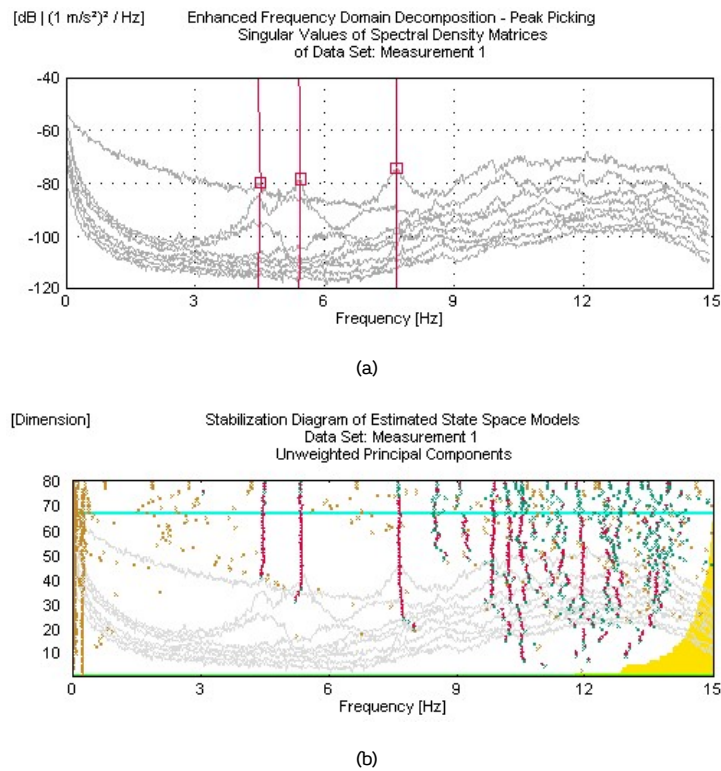 [dB | (1 m/s²)² / Hz]
Enhanced Frequency Domain Decomposition - Peak Picking
Singular Values of Spectral Density Matrices
of Data Set: Measurement 1
-40
-60
-80
-100
-120
0 3 6 9 12 15
Frequency [Hz]
(a)
[Dimension]
Stabilization Diagram of Estimated State Space Models
Data Set: Measurement 1
Unweighted Principal Components
80
70
60
50
40
30
20
10
0 3 6 9 12 15
Frequency [Hz]
(b)